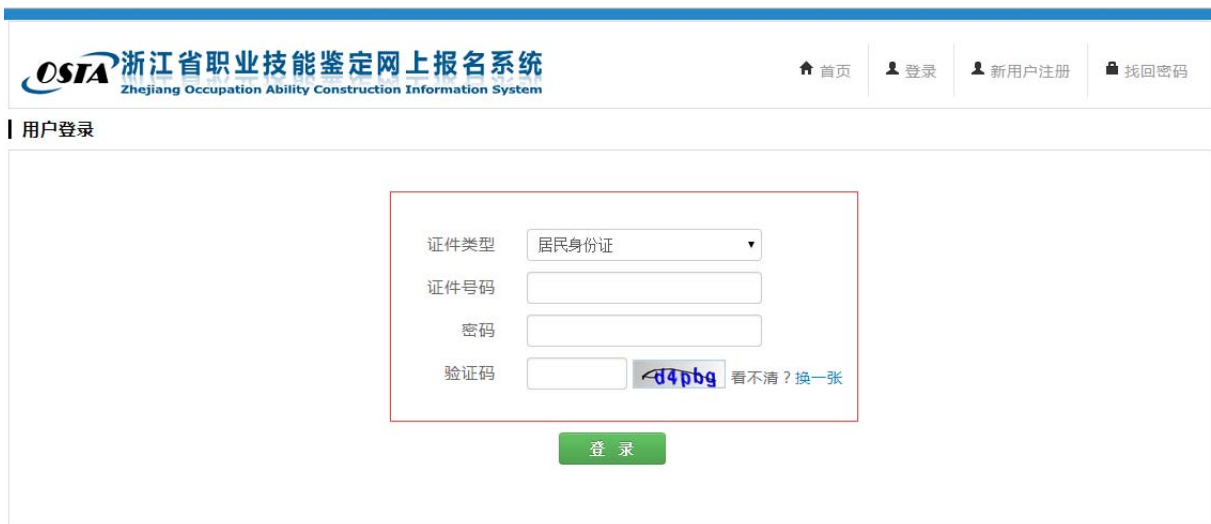 OSTA 浙江省职业技能鉴定网上报名系统
Zhejiang Occupation Ability Construction Information System
首页 登录 新用户注册 找回密码
用户登录
证件类型 居民身份证
证件号码
密码
验证码 d4pbg 看不清?换一张
登 录